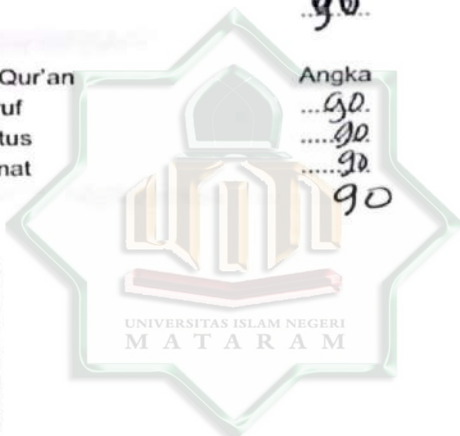 90
Qur'an Angka
uf ....90.
tus .....90.
nat ......90.
90
UNIVERSITAS ISLAM NEGERI
MATARAM